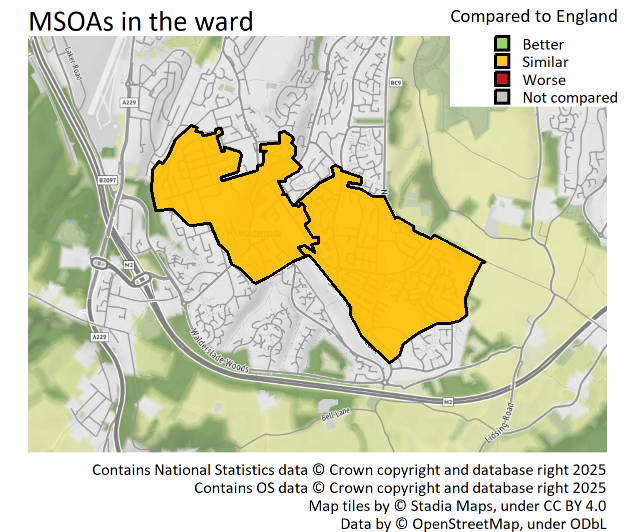 MSOAs in the ward
Compared to England
Better
Similar
Worse
Not compared
A229
RC9
B2097
M2
A229
Walderslade Woods
M2
Bell Lane
Lidsing Road
Contains National Statistics data © Crown copyright and database right 2025
Contains OS data © Crown copyright and database right 2025
Map tiles by © Stadia Maps, under CC BY 4.0
Data by © OpenStreetMap, under ODbL